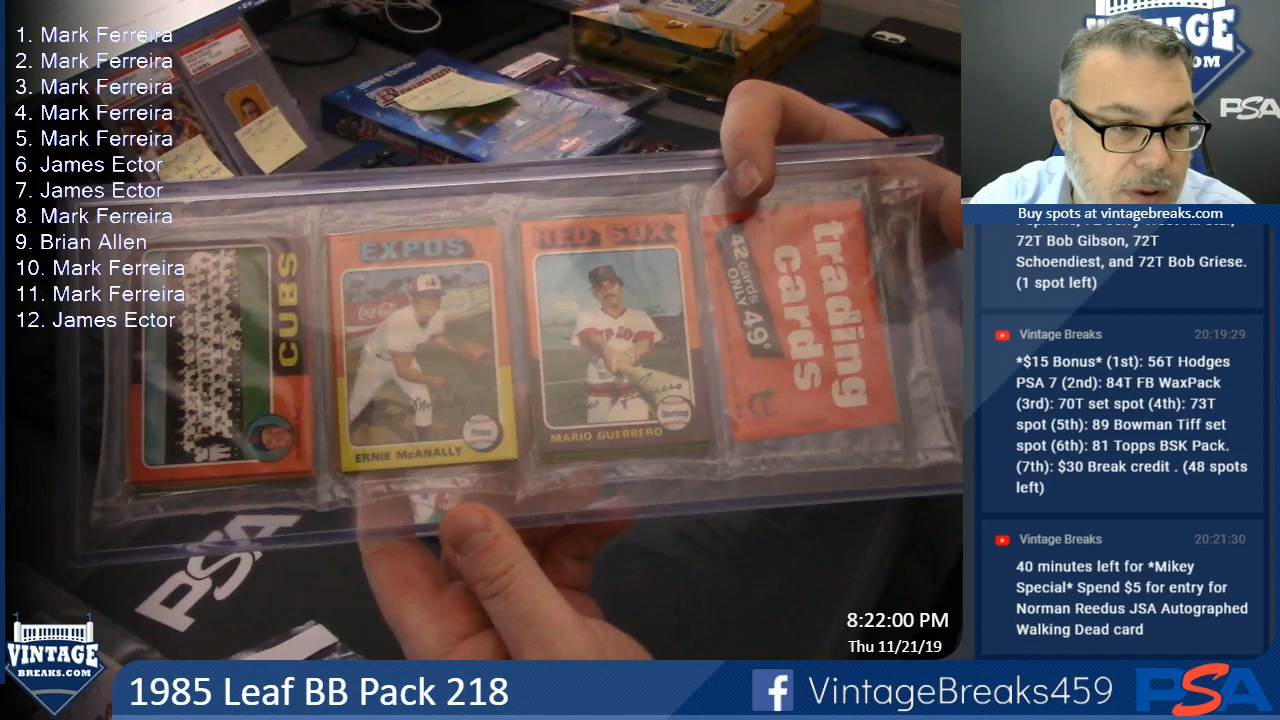 1. Mark Ferreira
2. Mark Ferreira
3. Mark Ferreira
4. Mark Ferreira
5. Mark Ferreira
6. James Ector
7. James Ector
8. Mark Ferreira
9. Brian Allen
10. Mark Ferreira
11. Mark Ferreira
12. James Ector
CUBS
EXPOS
ERNIE McANALLY
RED SOX
MARIO GUERRERO
trading
cards
42 cards
ONLY 49¢
PSA
PSA
Buy spots at vintagebreaks.com
72T Bob Gibson, 72T
Schoendienst, and 72T Bob Griese.
(1 spot left)
Vintage Breaks
20:19:29
*$15 Bonus* (1st): 56T Hodges
PSA 7 (2nd): 84T FB WaxPack
(3rd): 70T set spot (4th): 73T
spot (5th): 89 Bowman Tiff set
spot (6th): 81 Topps BSK Pack.
(7th): $30 Break credit . (48 spots
left)
Vintage Breaks
20:21:30
40 minutes left for *Mikey
Special* Spend $5 for entry for
Norman Reedus JSA Autographed
Walking Dead card
8:22:00 PM
Thu 11/21/19
VINTAGE
BREAKS.COM
1985 Leaf BB Pack 218
VintageBreaks459
PSA